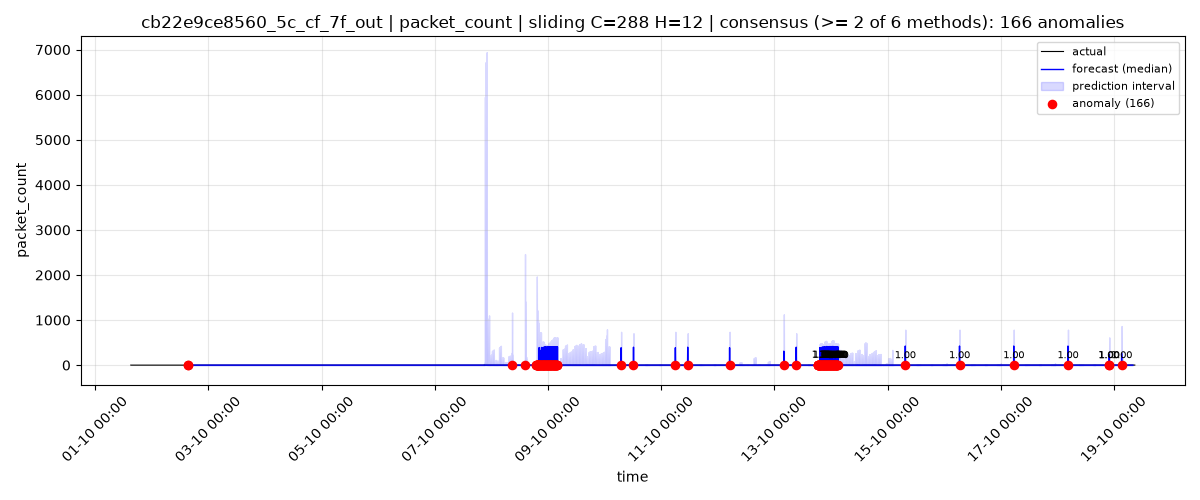 cb22e9ce8560_5c_cf_7f_out | packet_count | sliding C=288 H=12 | consensus (>= 2 of 6 methods): 166 anomalies
actual
forecast (median)
prediction interval
anomaly (166)
packet_count
7000
6000
5000
4000
3000
2000
1000
0
1.00 1.00 1.00 1.00
01-10 00:00
03-10 00:00
05-10 00:00
07-10 00:00
09-10 00:00
11-10 00:00
13-10 00:00
15-10 00:00
17-10 00:00
19-10 00:00
time